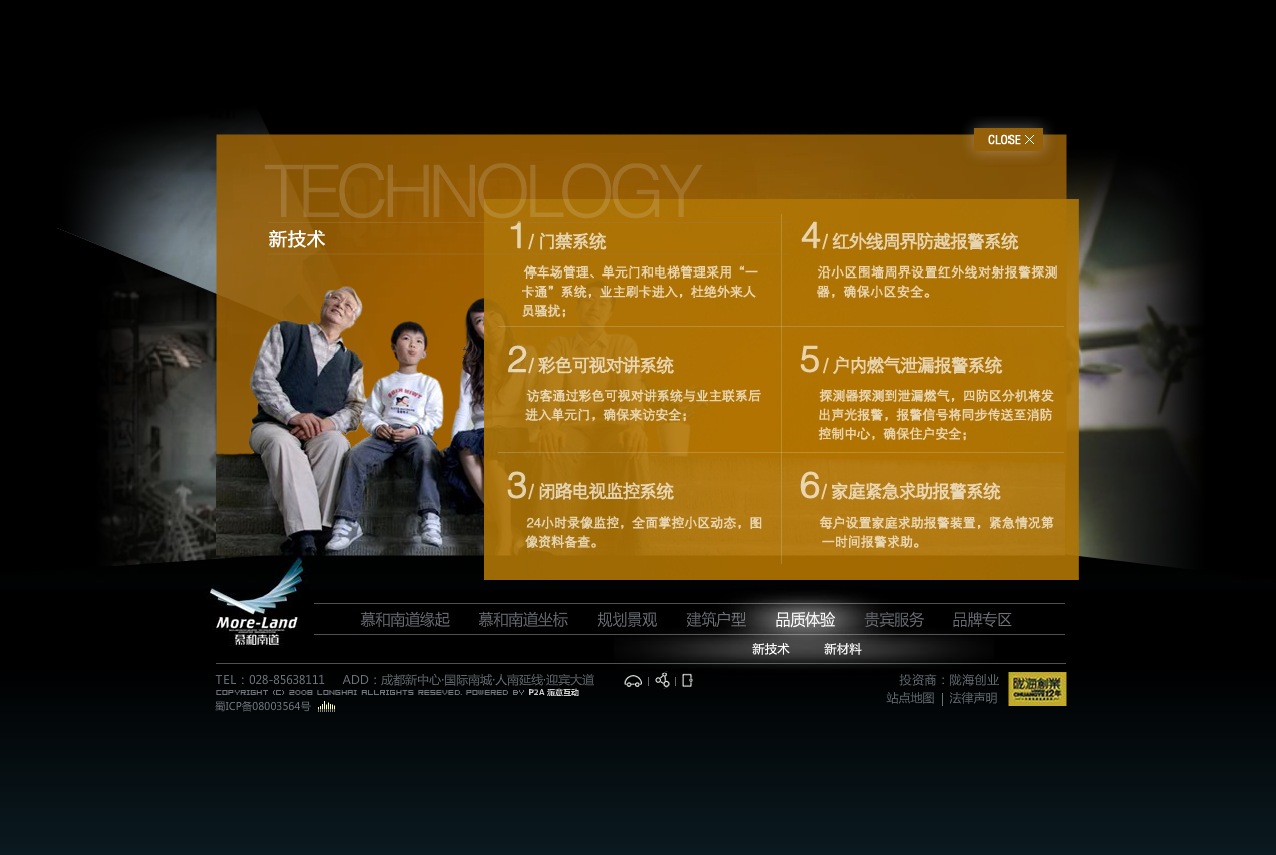 CLOSE
TECHNOLOGY
新技术
1/ 门禁系统
停车场管理、单元门和电梯管理采用“一
卡通”系统，业主刷卡进入，杜绝外来人
员骚扰；
2/ 彩色可视对讲系统
访客通过彩色可视对讲系统与业主联系后
进入单元门，确保来访安全；
3/ 闭路电视监控系统
24小时录像监控，全面掌控小区动态，图
像资料备查。
4/ 红外线周界防越报警系统
沿小区围墙周界设置红外线对射报警探测
器，确保小区安全。
5/ 户内燃气泄漏报警系统
探测器探测到泄漏燃气，四防区分机将发
出声光报警，报警信号将同步传送至消防
控制中心，确保住户安全；
6/ 家庭紧急求助报警系统
每户设置家庭求助报警装置，紧急情况第
一时间报警求助。
More-Land
慕和南道
慕和南道缘起 慕和南道坐标 规划景观 建筑户型 品质体验 贵宾服务 品牌专区
新技术 新材料
TEL：028-85638111 ADD：成都新中心·国际南城·人南延线·迎宾大道
COPYRIGHT (C) 2008 LONGHAI ALLRIGHTS RESEVED. POWERED BY P2A 派意互动
蜀ICP备08003564号
投资商：陇海创业
站点地图 | 法律声明
陇海創業
12年